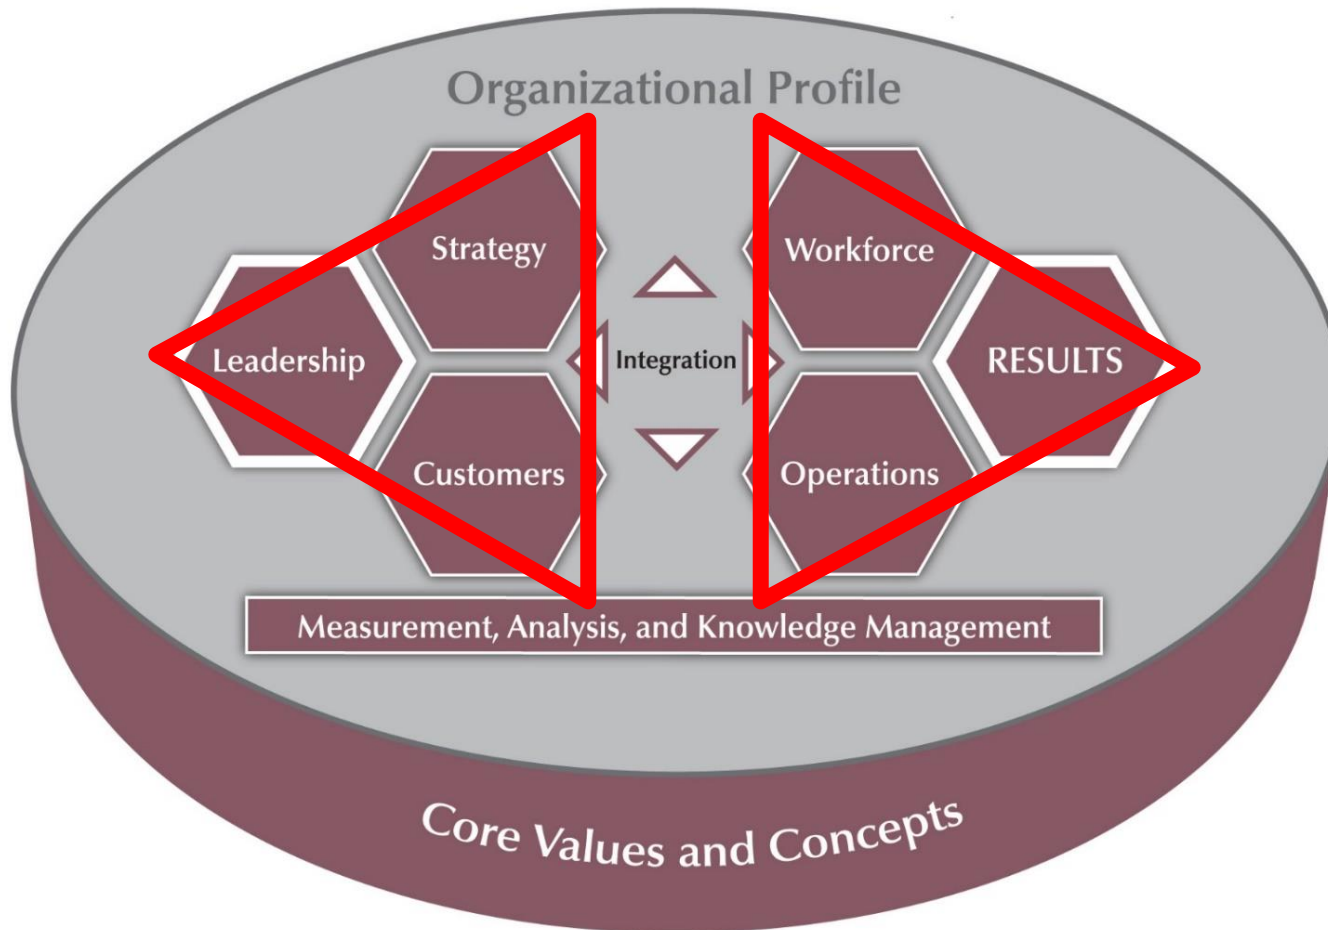 Organizational Profile
Strategy
Workforce
Leadership
Integration
RESULTS
Customers
Operations
Measurement, Analysis, and Knowledge Management
Core Values and Concepts